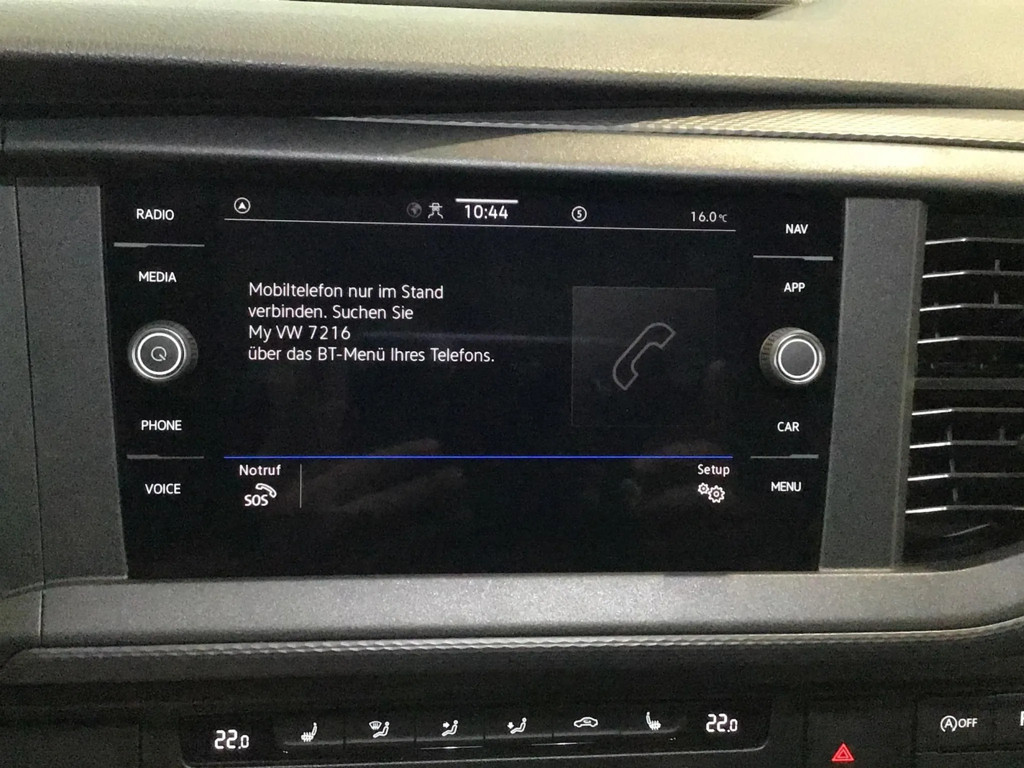 RADIO
MEDIA
PHONE
VOICE
10:44
5
16.0°C
Mobiltelefon nur im Stand
verbinden. Suchen Sie
My VW 7216
über das BT-Menü Ihres Telefons.
Notruf
SOS
Setup
NAV
APP
CAR
MENU
22.0
22.0
A OFF